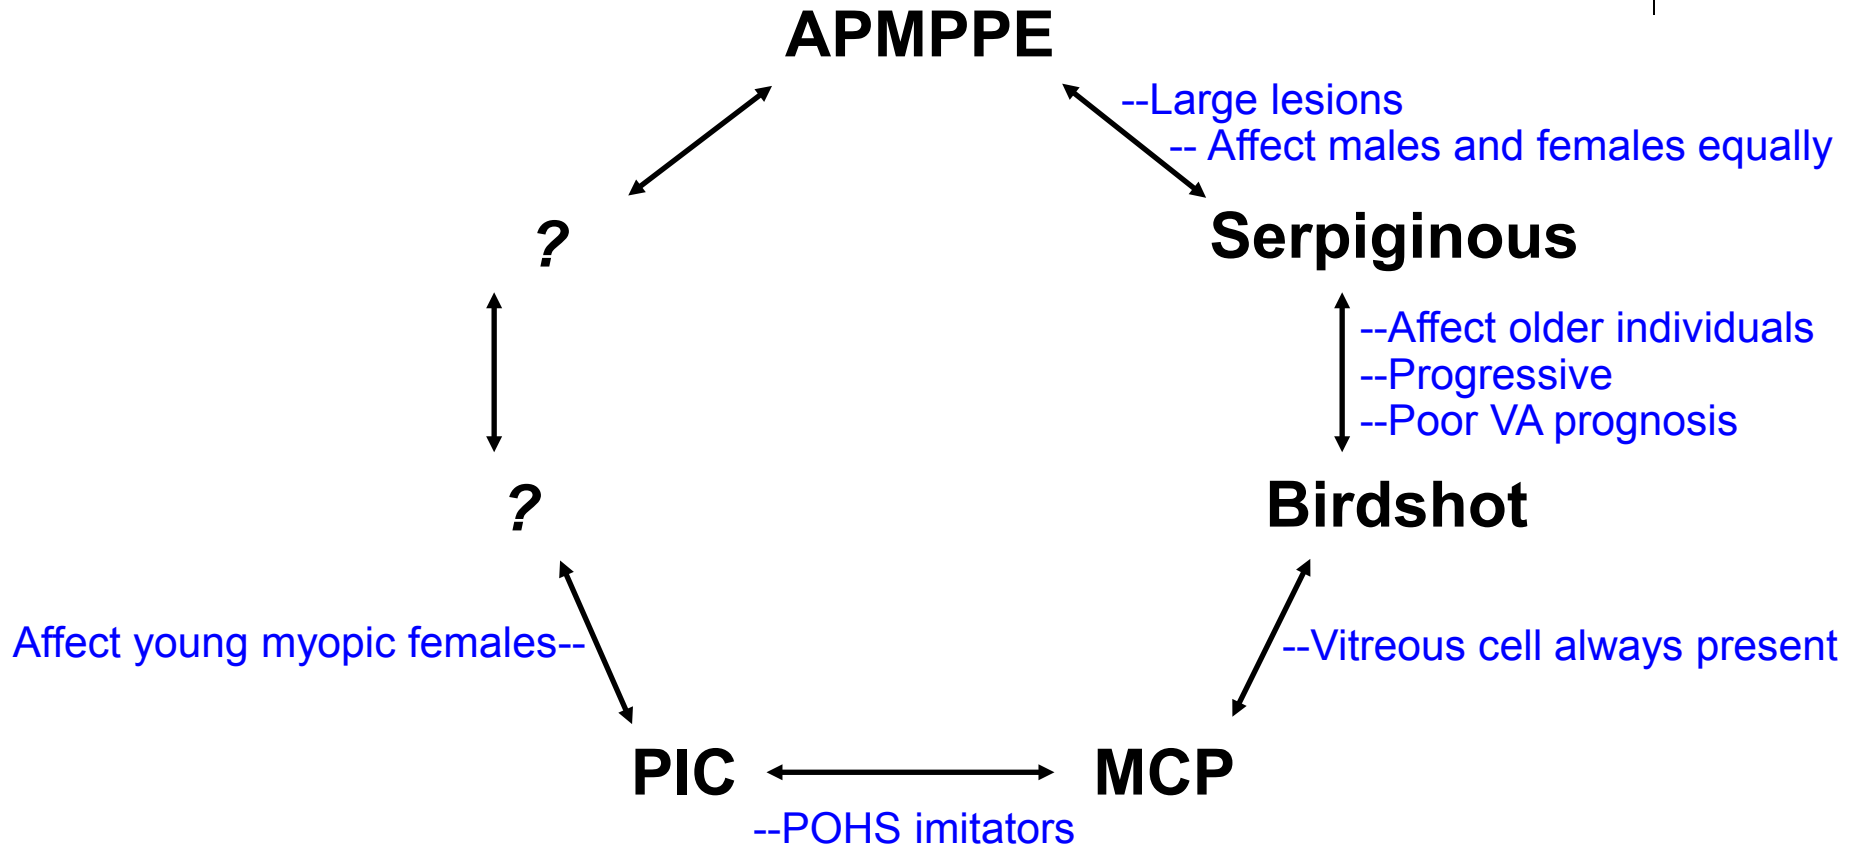 APMPPE
--Large lesions
-- Affect males and females equally
?
Serpiginous
--Affect older individuals
--Progressive
--Poor VA prognosis
?
Birdshot
Affect young myopic females--
--Vitreous cell always present
PIC
MCP
--POHS imitators